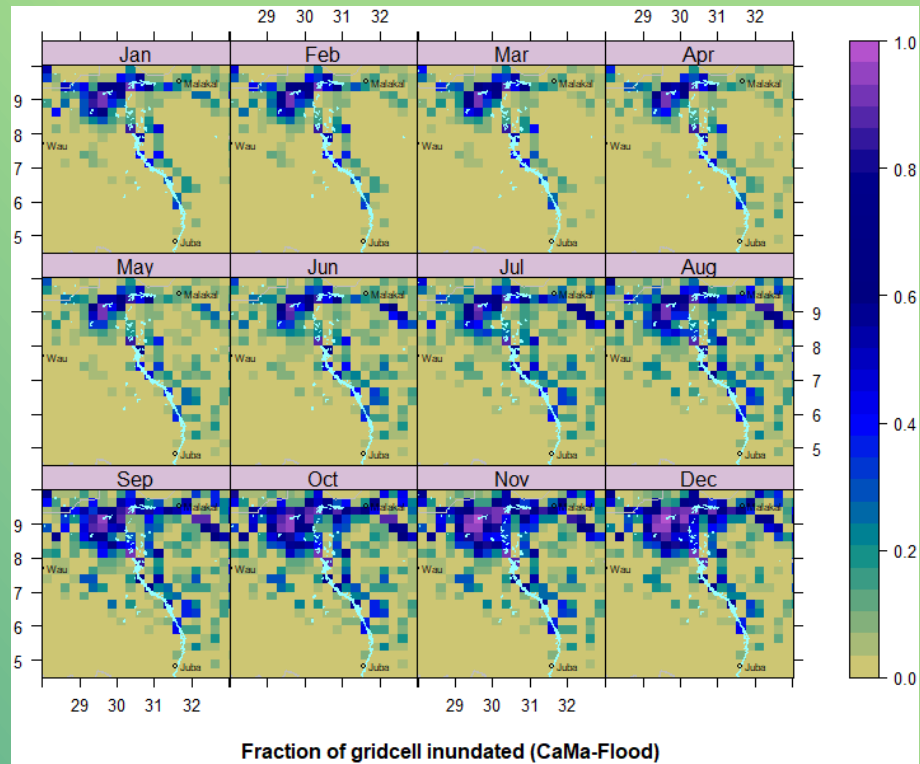 29 30 31 32
Jan Feb Mar Apr
Malakal Malakal Malakal Malakal
9
8
Wau Wau Wau Wau
7
6
5
Juba Juba Juba Juba
May Jun Jul Aug
Malakal Malakal Malakal Malakal
9
8
Wau Wau Wau Wau
7
6
5
Juba Juba Juba Juba
Sep Oct Nov Dec
Malakal Malakal Malakal Malakal
9
8
Wau Wau Wau Wau
7
6
5
Juba Juba Juba Juba
29 30 31 32
29 30 31 32
29 30 31 32
1.0
0.8
0.6
0.4
0.2
0.0
Fraction of gridcell inundated (CaMa-Flood)